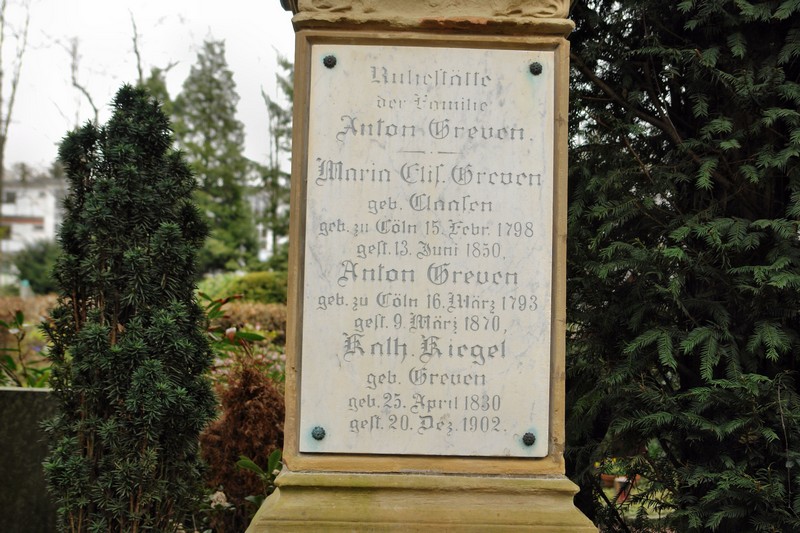 Ruhestätte
der Familie
Anton Greven.
Maria Elis. Greven
geb. Claasen
geb. zu Cöln 15. Febr. 1798
gest. 13. Juni 1850,
Anton Greven
geb. zu Cöln 16. März 1793
gest. 9. März 1870,
Kath. Kiegel
geb. Greven
geb. 25. April 1830
gest. 20. Dez. 1902.